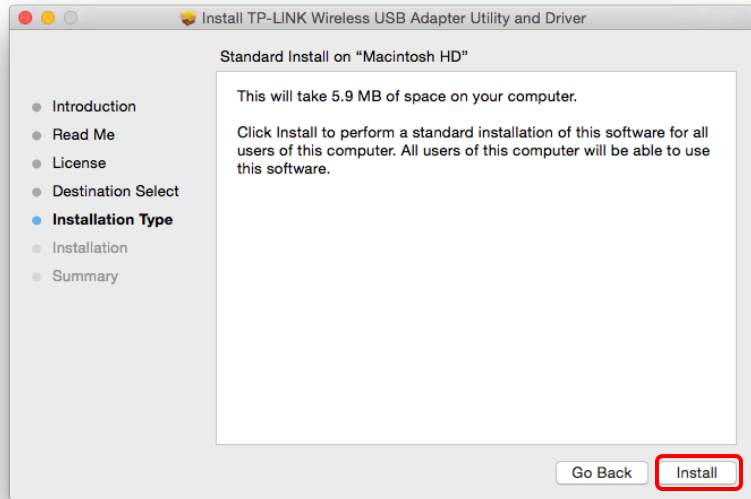 Install TP-LINK Wireless USB Adapter Utility and Driver
Standard Install on “Macintosh HD”
Introduction
Read Me
License
Destination Select
Installation Type
Installation
Summary
This will take 5.9 MB of space on your computer.
Click Install to perform a standard installation of this software for all
users of this computer. All users of this computer will be able to use
this software.
Go Back
Install